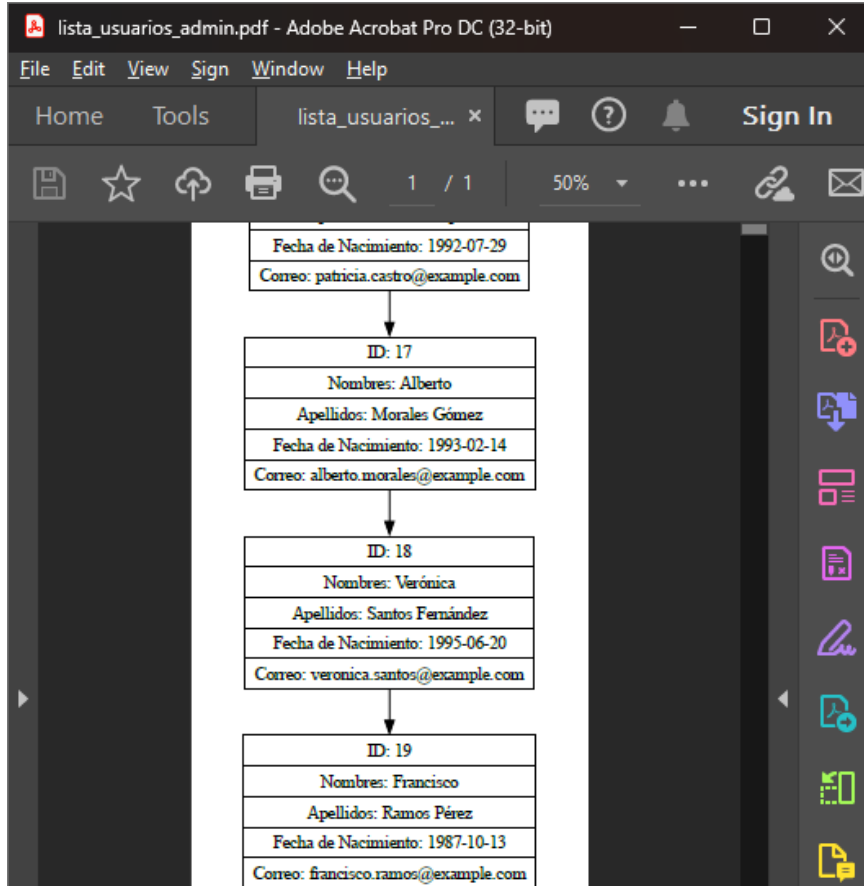 lista_usuarios_admin.pdf - Adobe Acrobat Pro DC (32-bit)
File Edit View Sign Window Help
Home Tools lista_usuarios_... × Sign In
1 / 1 50%
Fecha de Nacimiento: 1992-07-29
Correo: patricia.castro@example.com
ID: 17
Nombres: Alberto
Apellidos: Morales Gómez
Fecha de Nacimiento: 1993-02-14
Correo: alberto.morales@example.com
ID: 18
Nombres: Verónica
Apellidos: Santos Fernández
Fecha de Nacimiento: 1995-06-20
Correo: veronica.santos@example.com
ID: 19
Nombres: Francisco
Apellidos: Ramos Pérez
Fecha de Nacimiento: 1987-10-13
Correo: francisco.ramos@example.com